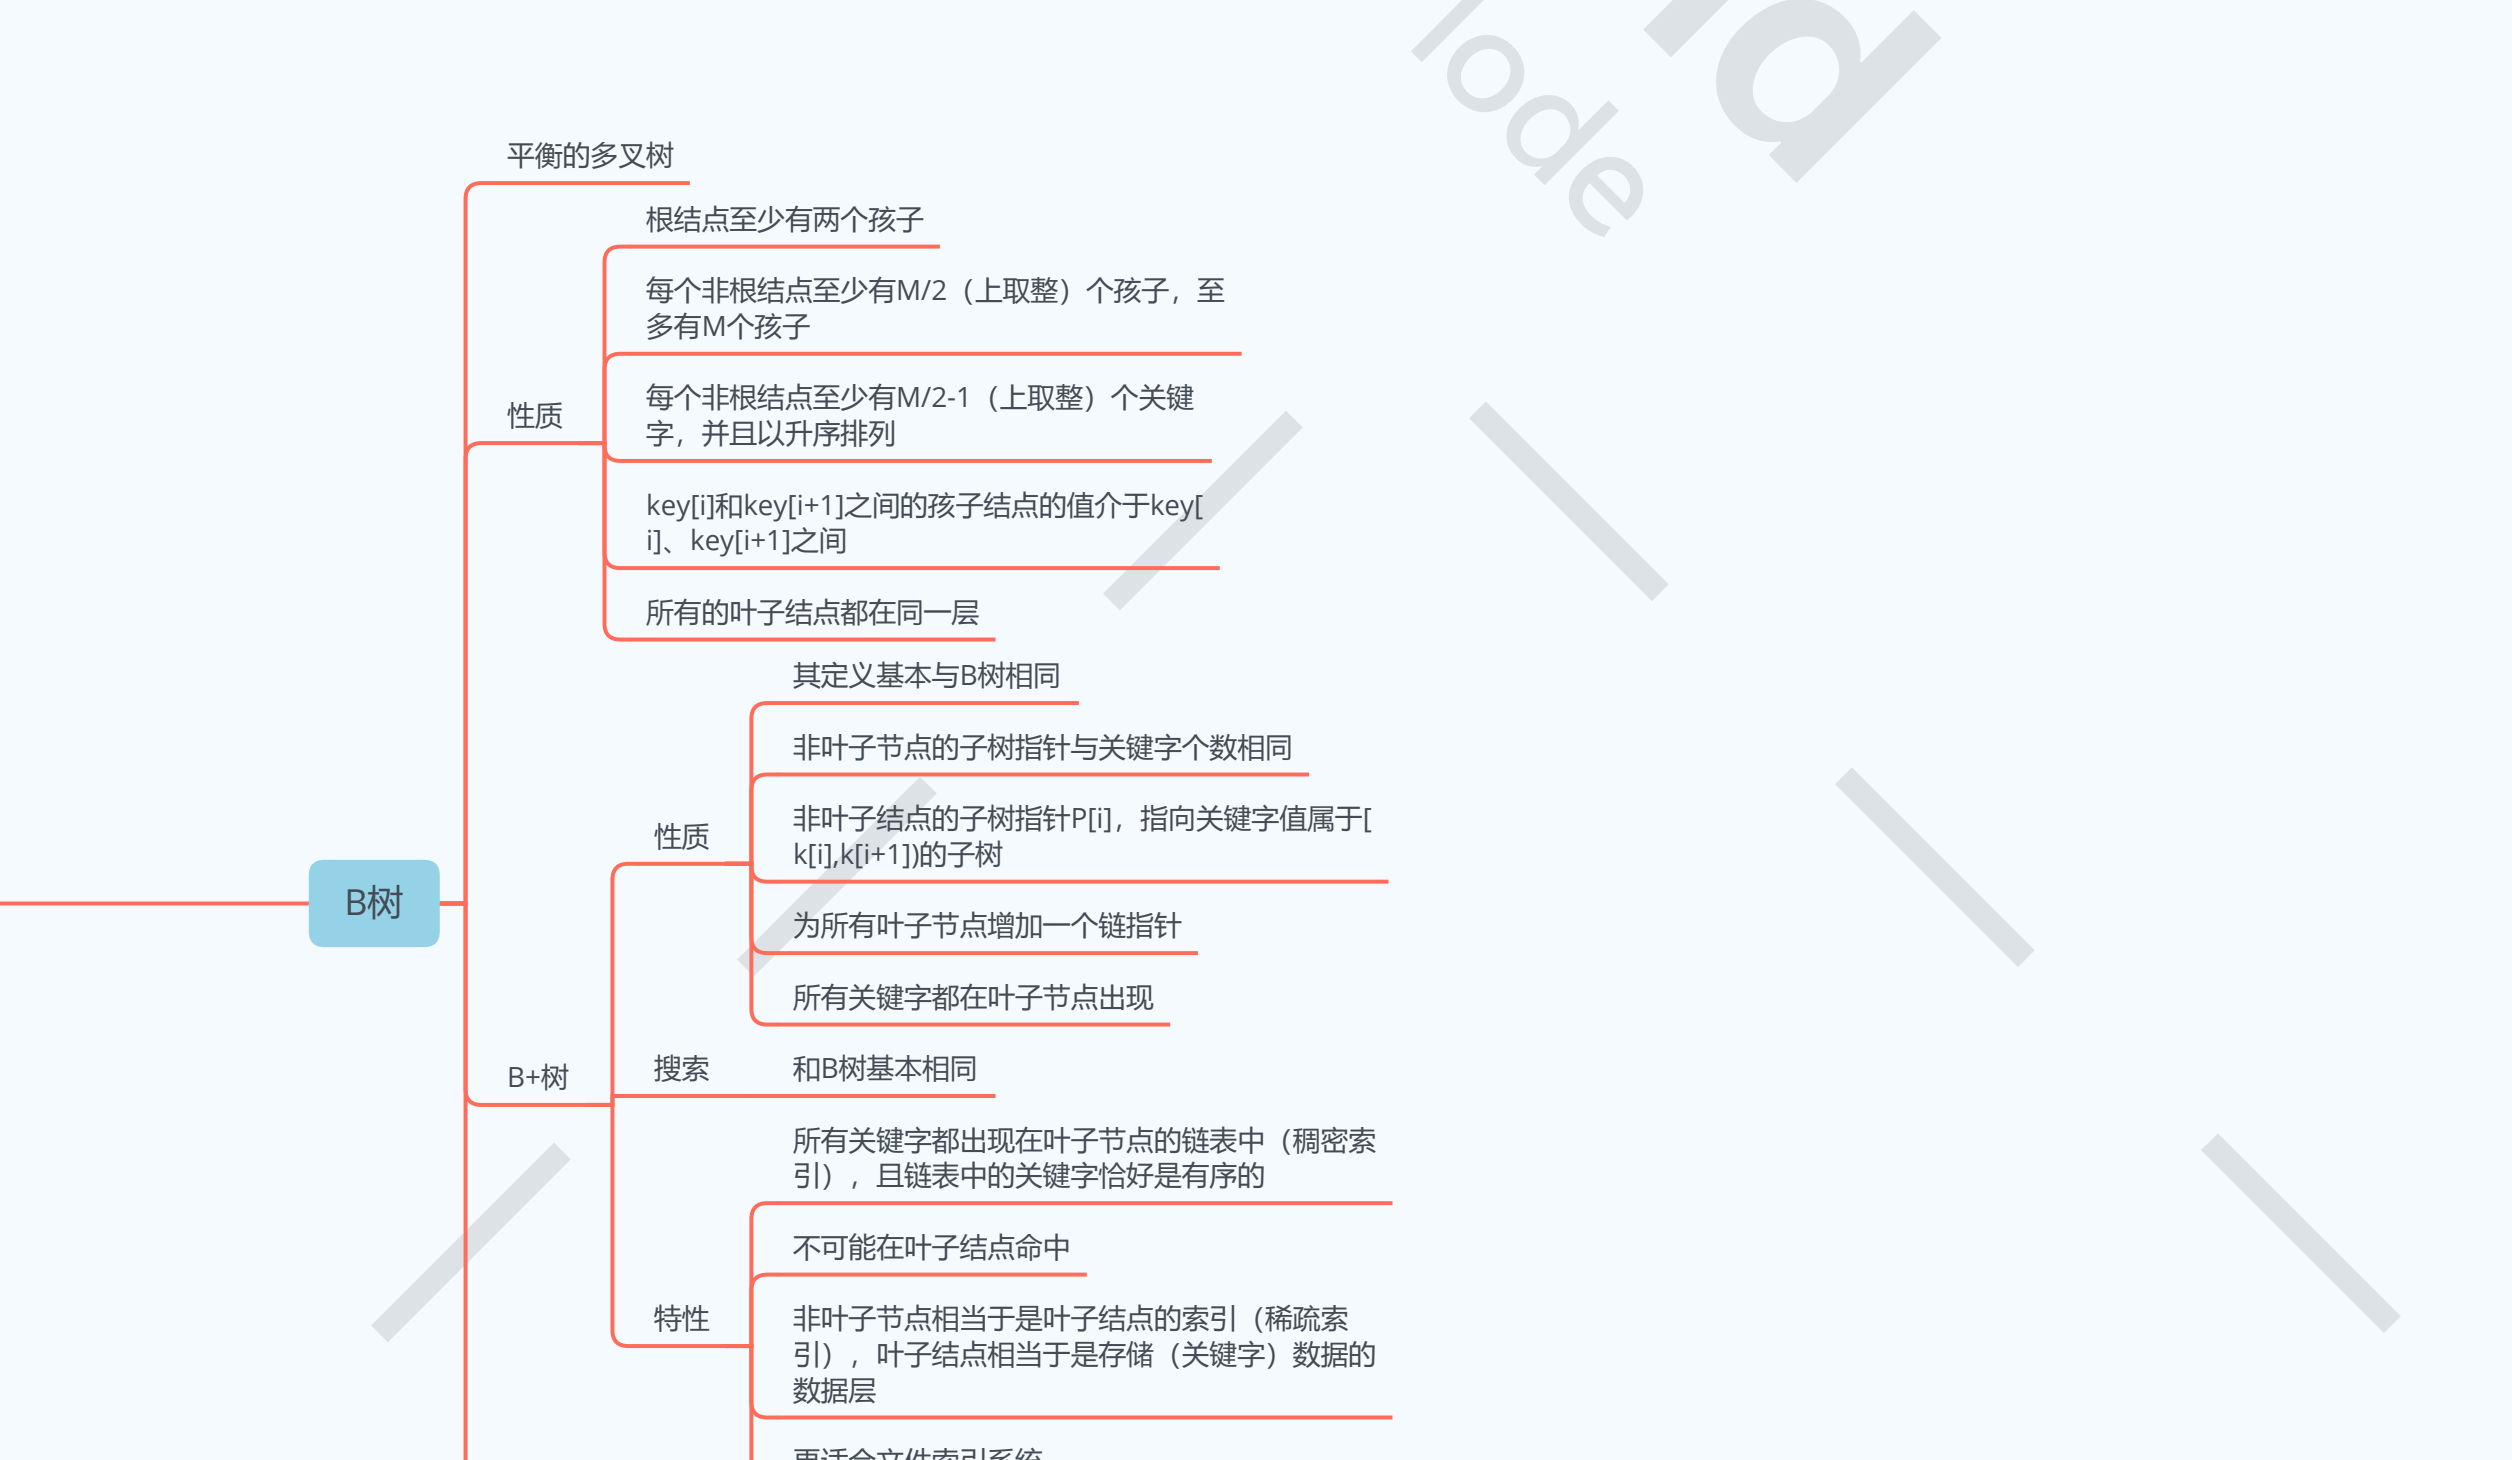 lode
d
平衡的多叉树
根结点至少有两个孩子
每个非根结点至少有M/2（上取整）个孩子，至
多有M个孩子
性质
每个非根结点至少有M/2-1（上取整）个关键
字，并且以升序排列
key[i]和key[i+1]之间的孩子结点的值介于key[
i]、key[i+1]之间
所有的叶子结点都在同一层
其定义基本与B树相同
非叶子节点的子树指针与关键字个数相同
性质
非叶子结点的子树指针P[i]，指向关键字值属于[
k[i],k[i+1])的子树
B树
为所有叶子节点增加一个链指针
所有关键字都在叶子节点出现
B+树
搜索
和B树基本相同
所有关键字都出现在叶子节点的链表中（稠密索
引），且链表中的关键字恰好是有序的
不可能在叶子结点命中
特性
非叶子节点相当于是叶子结点的索引（稀疏索
引），叶子结点相当于是存储（关键字）数据的
数据层
更适合文件索引系统